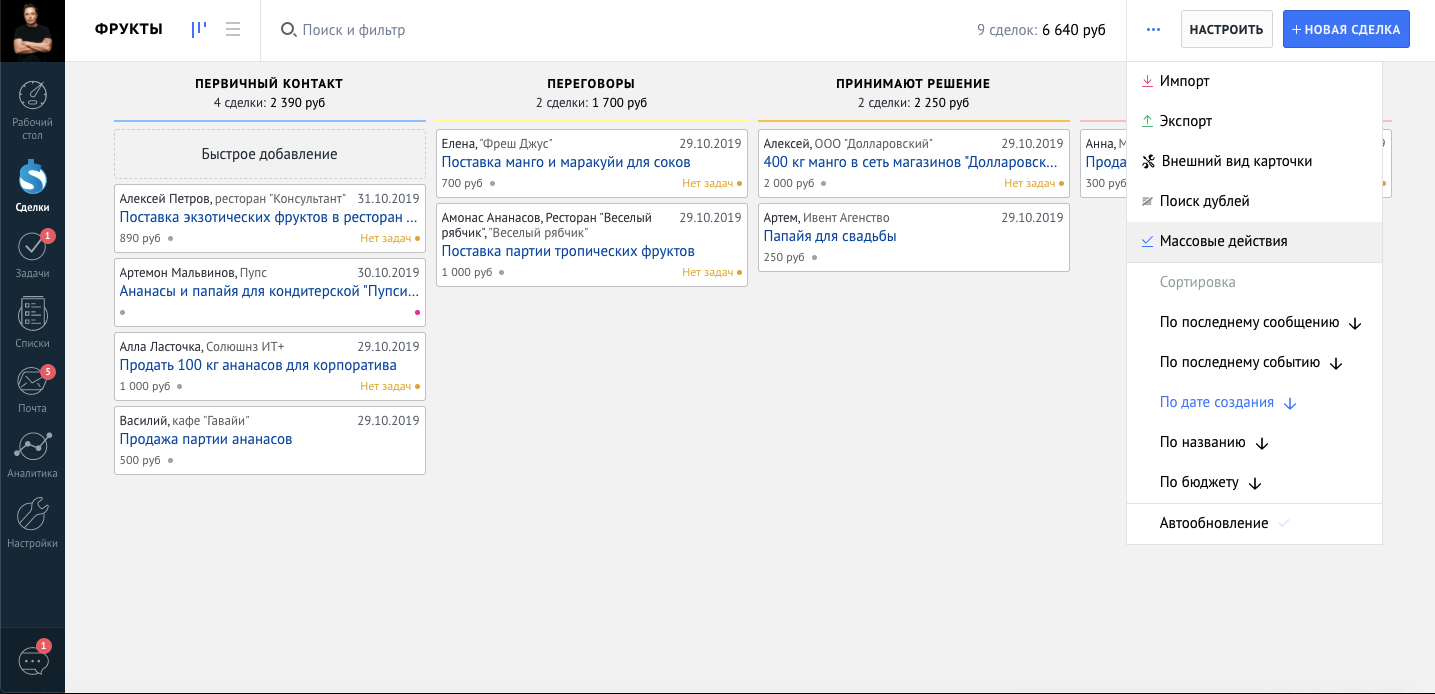 ФРУКТЫ
Поиск и фильтр
9 сделок: 6 640 руб
НАСТРОИТЬ
НОВАЯ СДЕЛКА
Рабочий
стол
Сделки
1
Задачи
Списки
5
Почта
Аналитика
Настройки
1
ПЕРВИЧНЫЙ КОНТАКТ
4 сделки: 2 390 руб
Быстрое добавление
Алексей Петров, ресторан "Консультант" 31.10.2019
Поставка экзотических фруктов в ресторан ...
890 руб Нет задач
Артемон Мальвинов, Пупс 30.10.2019
Ананасы и папайя для кондитерской "Пупси...
Алла Ласточка, Солюшнз ИТ+ 29.10.2019
Продать 100 кг ананасов для корпоратива
1 000 руб Нет задач
Василий, кафе "Гавайи" 29.10.2019
Продажа партии ананасов
500 руб
ПЕРЕГОВОРЫ
2 сделки: 1 700 руб
Елена, "Фреш Джус" 29.10.2019
Поставка манго и маракуйи для соков
700 руб Нет задач
Амонас Ананасов, Ресторан "Веселый 29.10.2019
рябчик", "Веселый рябчик"
Поставка партии тропических фруктов
1 000 руб Нет задач
ПРИНИМАЮТ РЕШЕНИЕ
2 сделки: 2 250 руб
Алексей, ООО "Долларовский" 29.10.2019
400 кг манго в сеть магазинов "Долларовск...
2 000 руб Нет задач
Артем, Ивент Агенство 29.10.2019
Папайя для свадьбы
250 руб
Анна,
300 руб
Импорт
Экспорт
Внешний вид карточки
Поиск дублей
Массовые действия
Сортировка
По последнему сообщению
По последнему событию
По дате создания
По названию
По бюджету
Автообновление